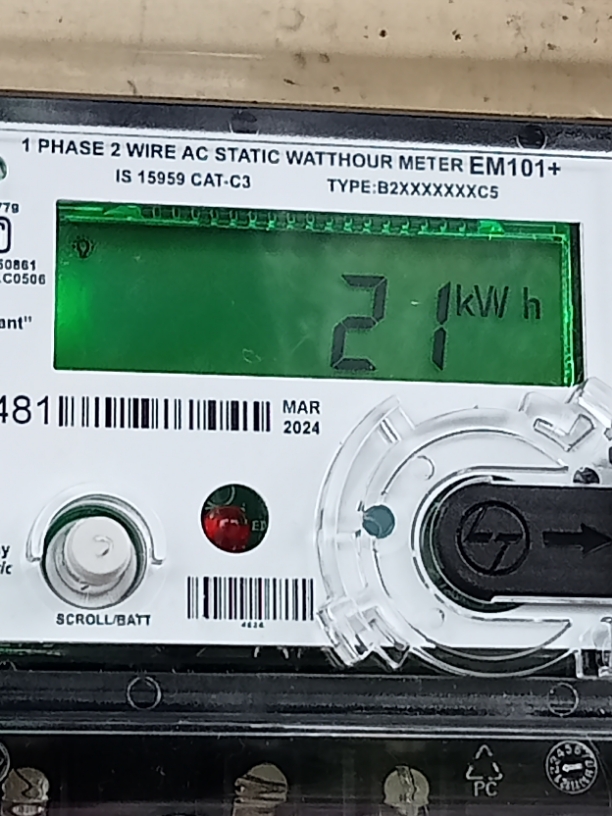 1 PHASE 2 WIRE AC STATIC WATTHOUR METER EM101+
IS 15959 CAT-C3 TYPE:B2XXXXXXXC5
21 kWh
481
MAR
2024
SCROLL/BATT
PC